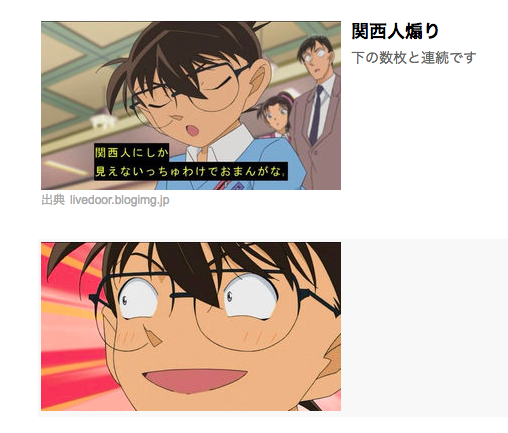 関西人煽り
下の数枚と連続です
関西人にしか
見えないっちゅわけでおまんがな。
出典 livedoor.blogimg.jp